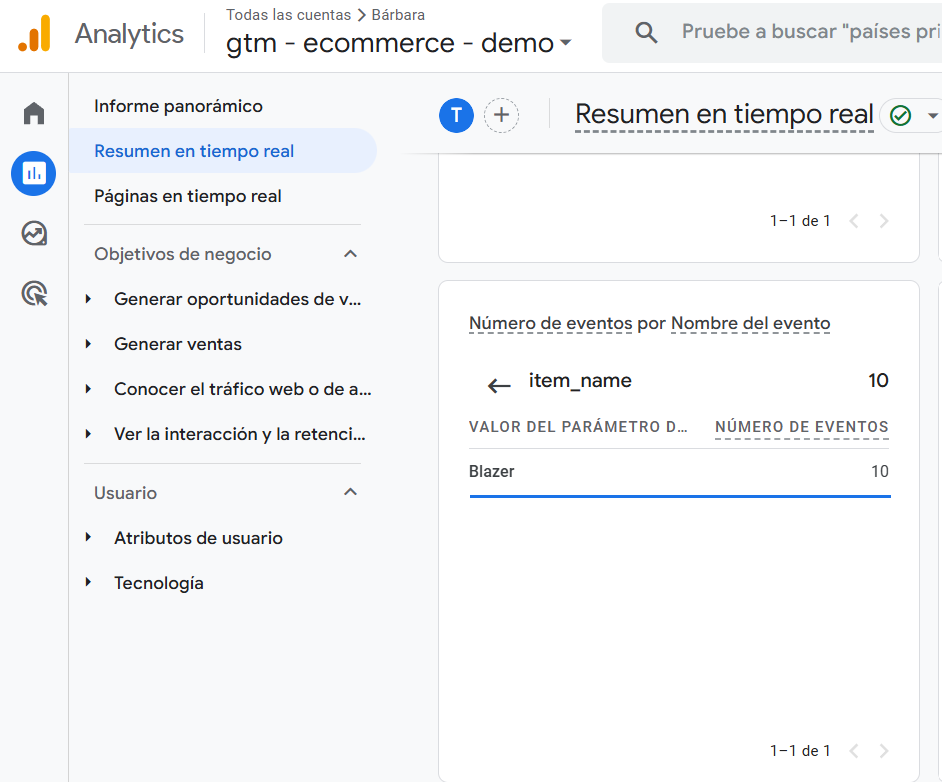 Analytics
Todas las cuentas > Bárbara
gtm - ecommerce - demo
Pruebe a buscar "países pri
Informe panorámico
Resumen en tiempo real
Páginas en tiempo real
Objetivos de negocio
Generar oportunidades de v...
Generar ventas
Conocer el tráfico web o de a...
Ver la interacción y la retenci...
Usuario
Atributos de usuario
Tecnología
T
+
Resumen en tiempo real
1–1 de 1
Número de eventos por Nombre del evento
item_name 10
VALOR DEL PARÁMETRO D... NÚMERO DE EVENTOS
Blazer 10
1–1 de 1